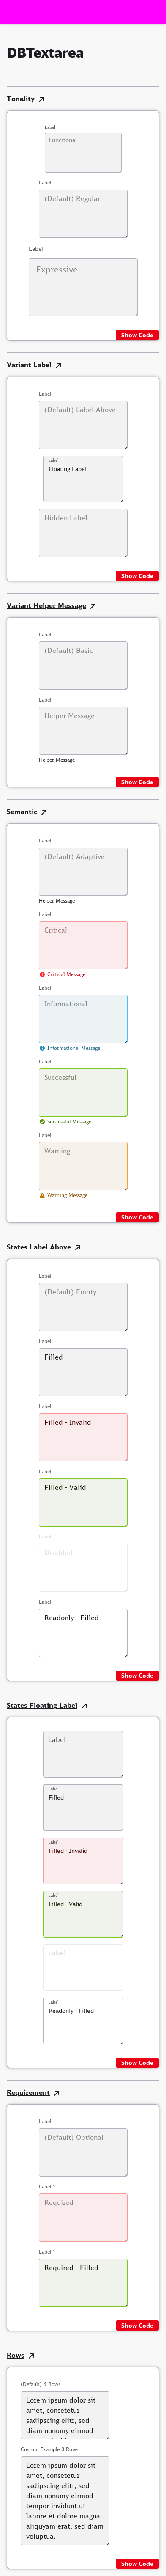 DBTextarea
Tonality
Label
Functional
Label
(Default) Regular
Label
Expressive
Show Code
Variant Label
Label
(Default) Label Above
Label
Floating Label
Hidden Label
Show Code
Variant Helper Message
Label
(Default) Basic
Label
Helper Message
Helper Message
Show Code
Semantic
Label
(Default) Adaptive
Helper Message
Label
Critical
Critical Message
Label
Informational
Informational Message
Label
Successful
Successful Message
Label
Warning
Warning Message
Show Code
States Label Above
Label
(Default) Empty
Label
Filled
Label
Filled - Invalid
Label
Filled - Valid
Label
Disabled
Label
Readonly - Filled
Show Code
States Floating Label
Label
Label
Filled
Label
Filled - Invalid
Label
Filled - Valid
Label
Label
Readonly - Filled
Show Code
Requirement
Label
(Default) Optional
Label *
Required
Label *
Required - Filled
Show Code
Rows
(Default) 4 Rows
Lorem ipsum dolor sit
amet, consetetur
sadipscing elitr, sed
diam nonumy eirmod
Custom Example 8 Rows
Lorem ipsum dolor sit
amet, consetetur
sadipscing elitr, sed
diam nonumy eirmod
tempor invidunt ut
labore et dolore magna
aliquyam erat, sed diam
voluptua.
Show Code